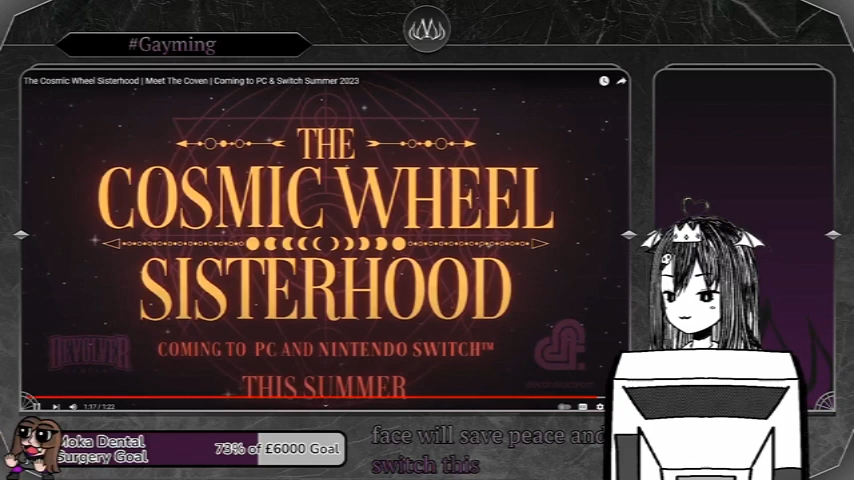 #Gayming
The Cosmic Wheel Sisterhood | Meet The Coven | Coming to PC & Switch Summer 2023
THE
COSMIC WHEEL
SISTERHOOD
DEVOLVER
COMING TO PC AND NINTENDO SWITCH™
THIS SUMMER
1:17 / 1:22
Moka Dental
Surgery Goal
73% of £6000 Goal
face will save peace and
switch this